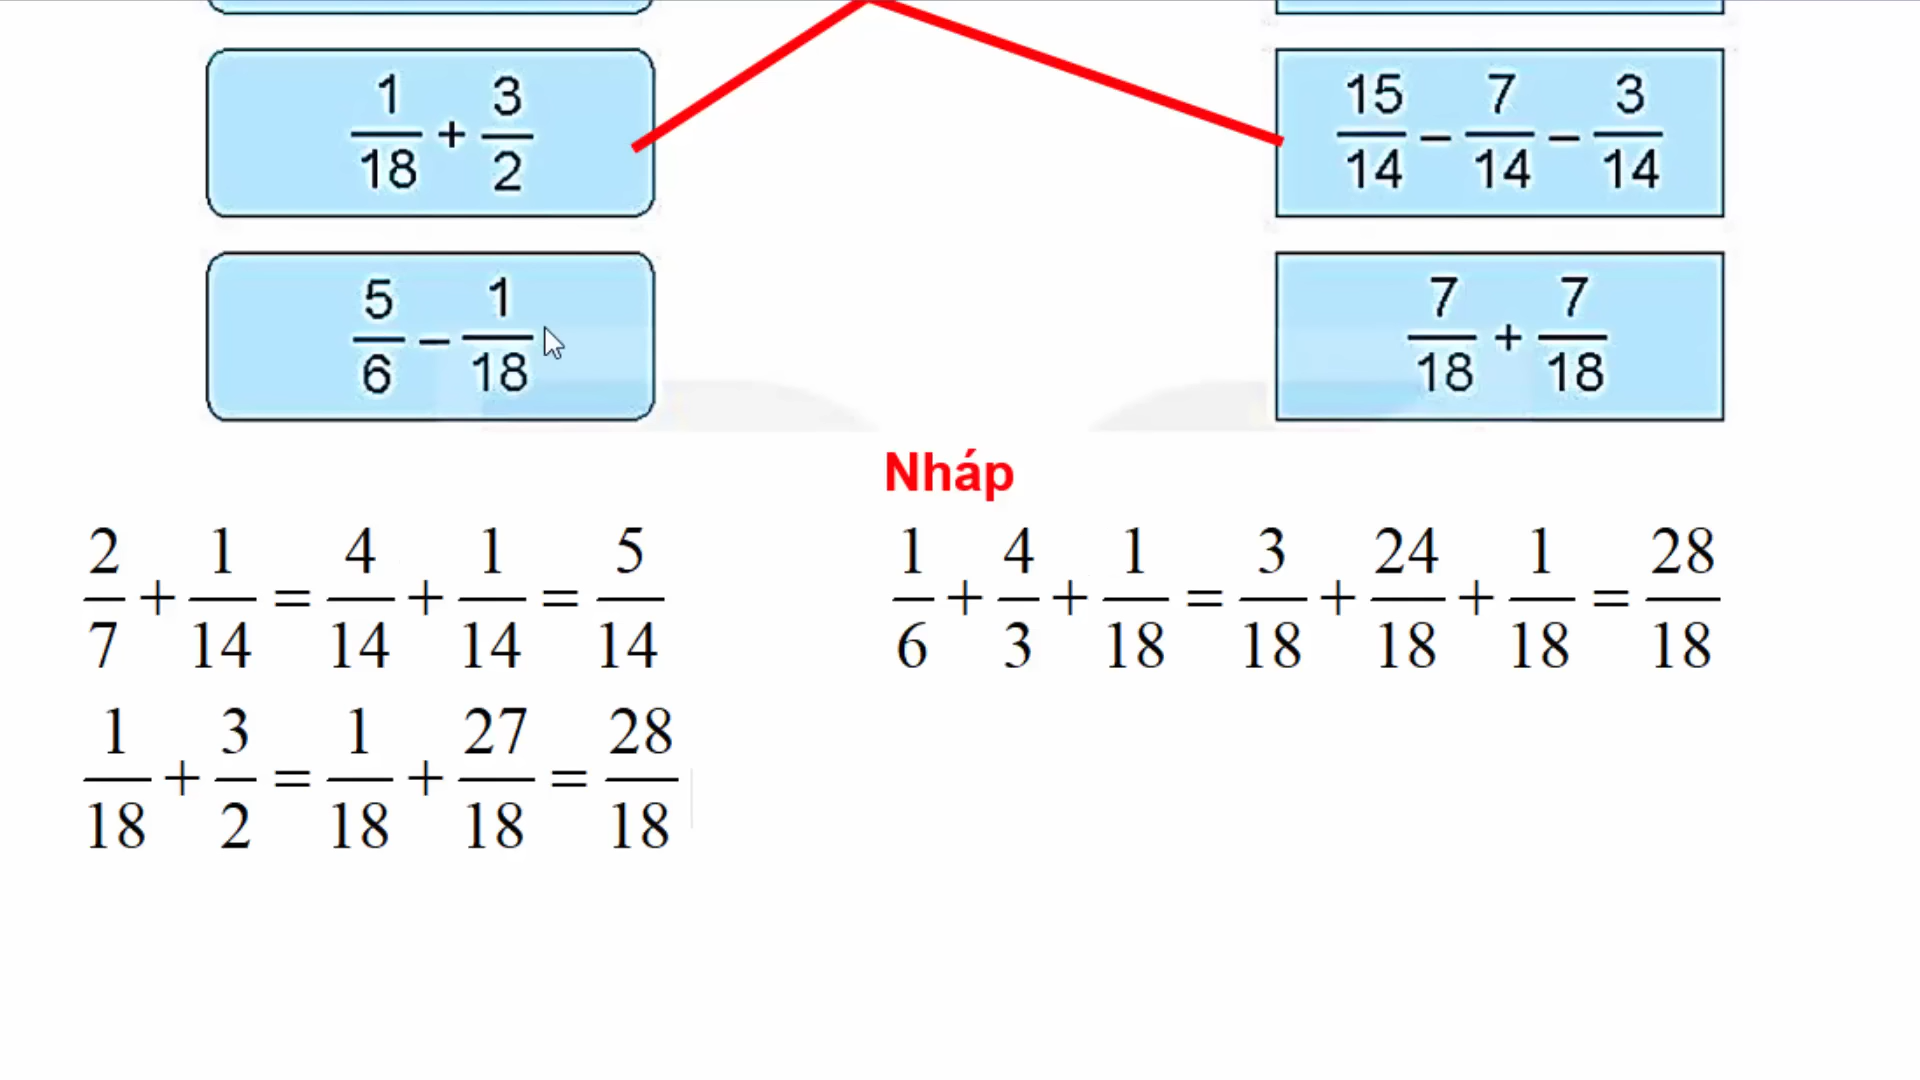 1/18 + 3/2
15/14 − 7/14 − 3/14
5/6 − 1/18
7/18 + 7/18
Nháp
2/7 + 1/14 = 4/14 + 1/14 = 5/14
1/6 + 4/3 + 1/18 = 3/18 + 24/18 + 1/18 = 28/18
1/18 + 3/2 = 1/18 + 27/18 = 28/18